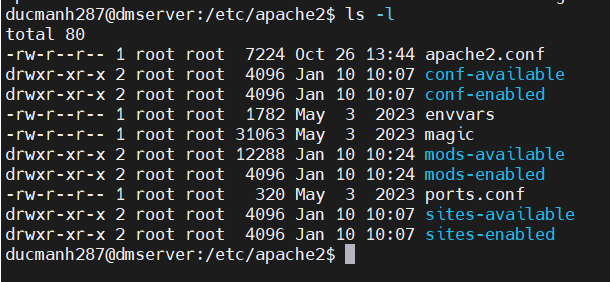 ducmanh287@dmserver:/etc/apache2$ ls -l
total 80
-rw-r--r-- 1 root root  7224 Oct 26 13:44 apache2.conf
drwxr-xr-x 2 root root  4096 Jan 10 10:07 conf-available
drwxr-xr-x 2 root root  4096 Jan 10 10:07 conf-enabled
-rw-r--r-- 1 root root  1782 May  3  2023 envvars
-rw-r--r-- 1 root root 31063 May  3  2023 magic
drwxr-xr-x 2 root root 12288 Jan 10 10:24 mods-available
drwxr-xr-x 2 root root  4096 Jan 10 10:24 mods-enabled
-rw-r--r-- 1 root root   320 May  3  2023 ports.conf
drwxr-xr-x 2 root root  4096 Jan 10 10:07 sites-available
drwxr-xr-x 2 root root  4096 Jan 10 10:07 sites-enabled
ducmanh287@dmserver:/etc/apache2$